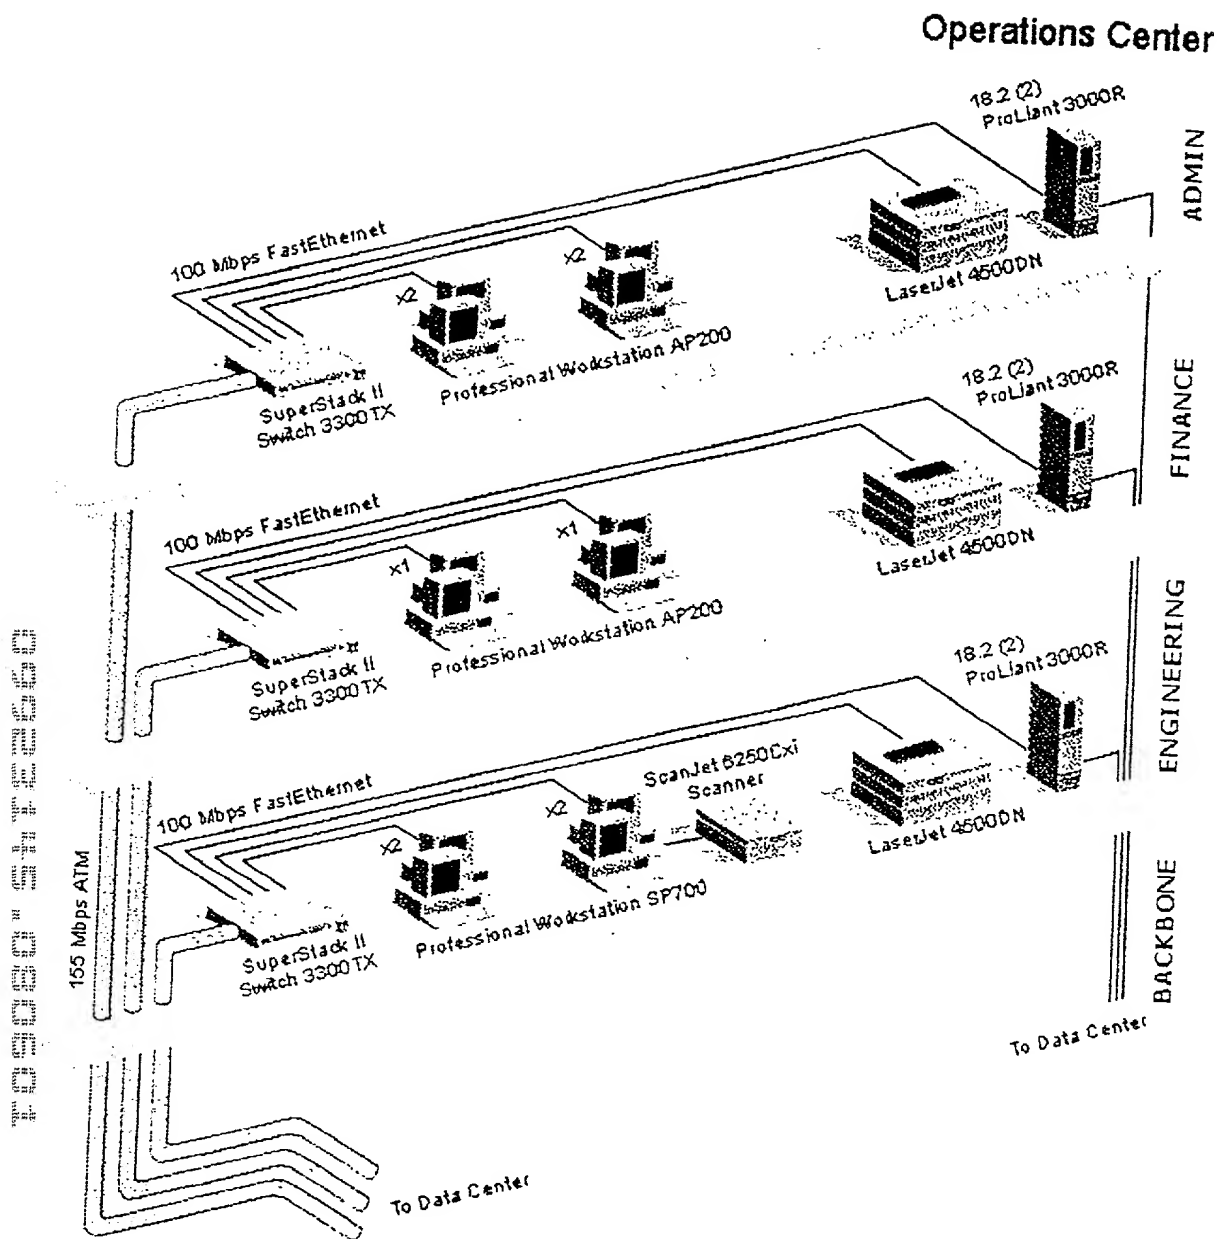 Operations Center
18.2 (2)
ProLiant 3000R
ADMIN
100 Mbps FastEthernet
x2
x2
LaserJet 4500DN
Professional Workstation AP200
SuperStack II
Switch 3300TX
18.2 (2)
ProLiant 3000R
FINANCE
100 Mbps FastEthernet
x1
x1
LaserJet 4500DN
Professional Workstation AP200
SuperStack II
Switch 3300TX
18.2 (2)
ProLiant 3000R
ENGINEERING
100 Mbps FastEthernet
x2
x2
ScanJet 6250Cxi
Scanner
LaserJet 4500DN
Professional Workstation SP700
SuperStack II
Switch 3300TX
155 Mbps ATM
BACKBONE
To Data Center
To Data Center